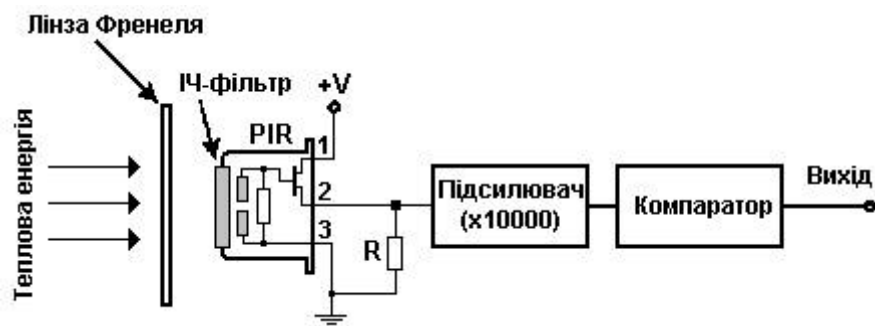 Лінза Френеля
ІЧ-фільтр
+V
PIR
1
2
3
R
Теплова енергія
Підсилювач
(x10000)
Компаратор
Вихід